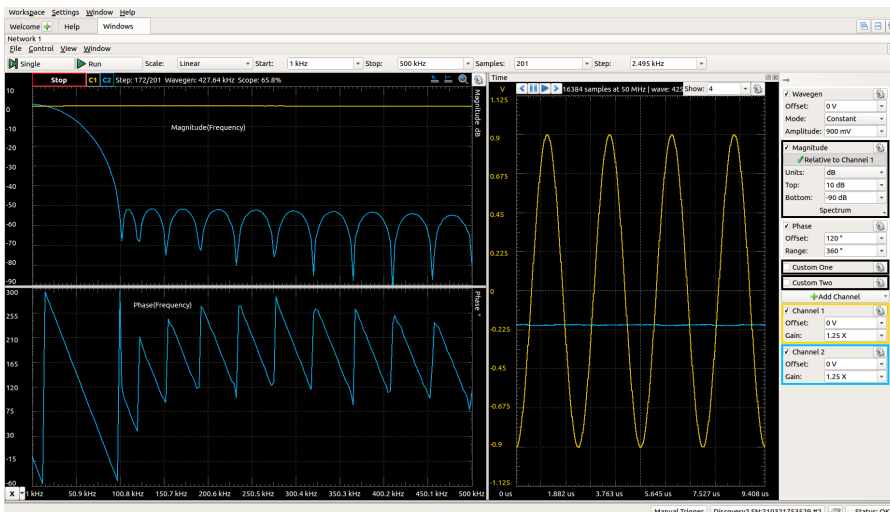 Workspace Settings Window Help
Welcome Help Windows
Network 1
File Control View Window
Single Run Scale: Linear Start: 1 kHz Stop: 500 kHz Samples: 201 Step: 2.495 kHz
Stop C1 C2 Step: 172/201 Wavegen: 427.64 kHz Scope: 65.8%
10
0
-10
-20
-30
-40
-50
-60
-70
-80
-90
Magnitude(Frequency)
Magnitude dB
300
255
210
165
120
75
30
-15
-60
Phase(Frequency)
Phase °
X
1 kHz 50.9 kHz 100.8 kHz 150.7 kHz 200.6 kHz 250.5 kHz 300.4 kHz 350.3 kHz 400.2 kHz 450.1 kHz 500 kHz
Time
V 16384 samples at 50 MHz | wave: 425 Show: 4
1.125
0.9
0.675
0.45
0.225
0
-0.225
-0.45
-0.675
-0.9
-1.125
0 us 1.882 us 3.763 us 5.645 us 7.527 us 9.408 us
Wavegen
Offset: 0 V
Mode: Constant
Amplitude: 900 mV
Magnitude
Relative to Channel 1
Units: dB
Top: 10 dB
Bottom: -90 dB
Spectrum
Phase
Offset: 120 °
Range: 360 °
Custom One
Custom Two
Add Channel
Channel 1
Offset: 0 V
Gain: 1.25 X
Channel 2
Offset: 0 V
Gain: 1.25 X
Manual Trigger Discovery2 SN:210321753529 #2 Status: OK